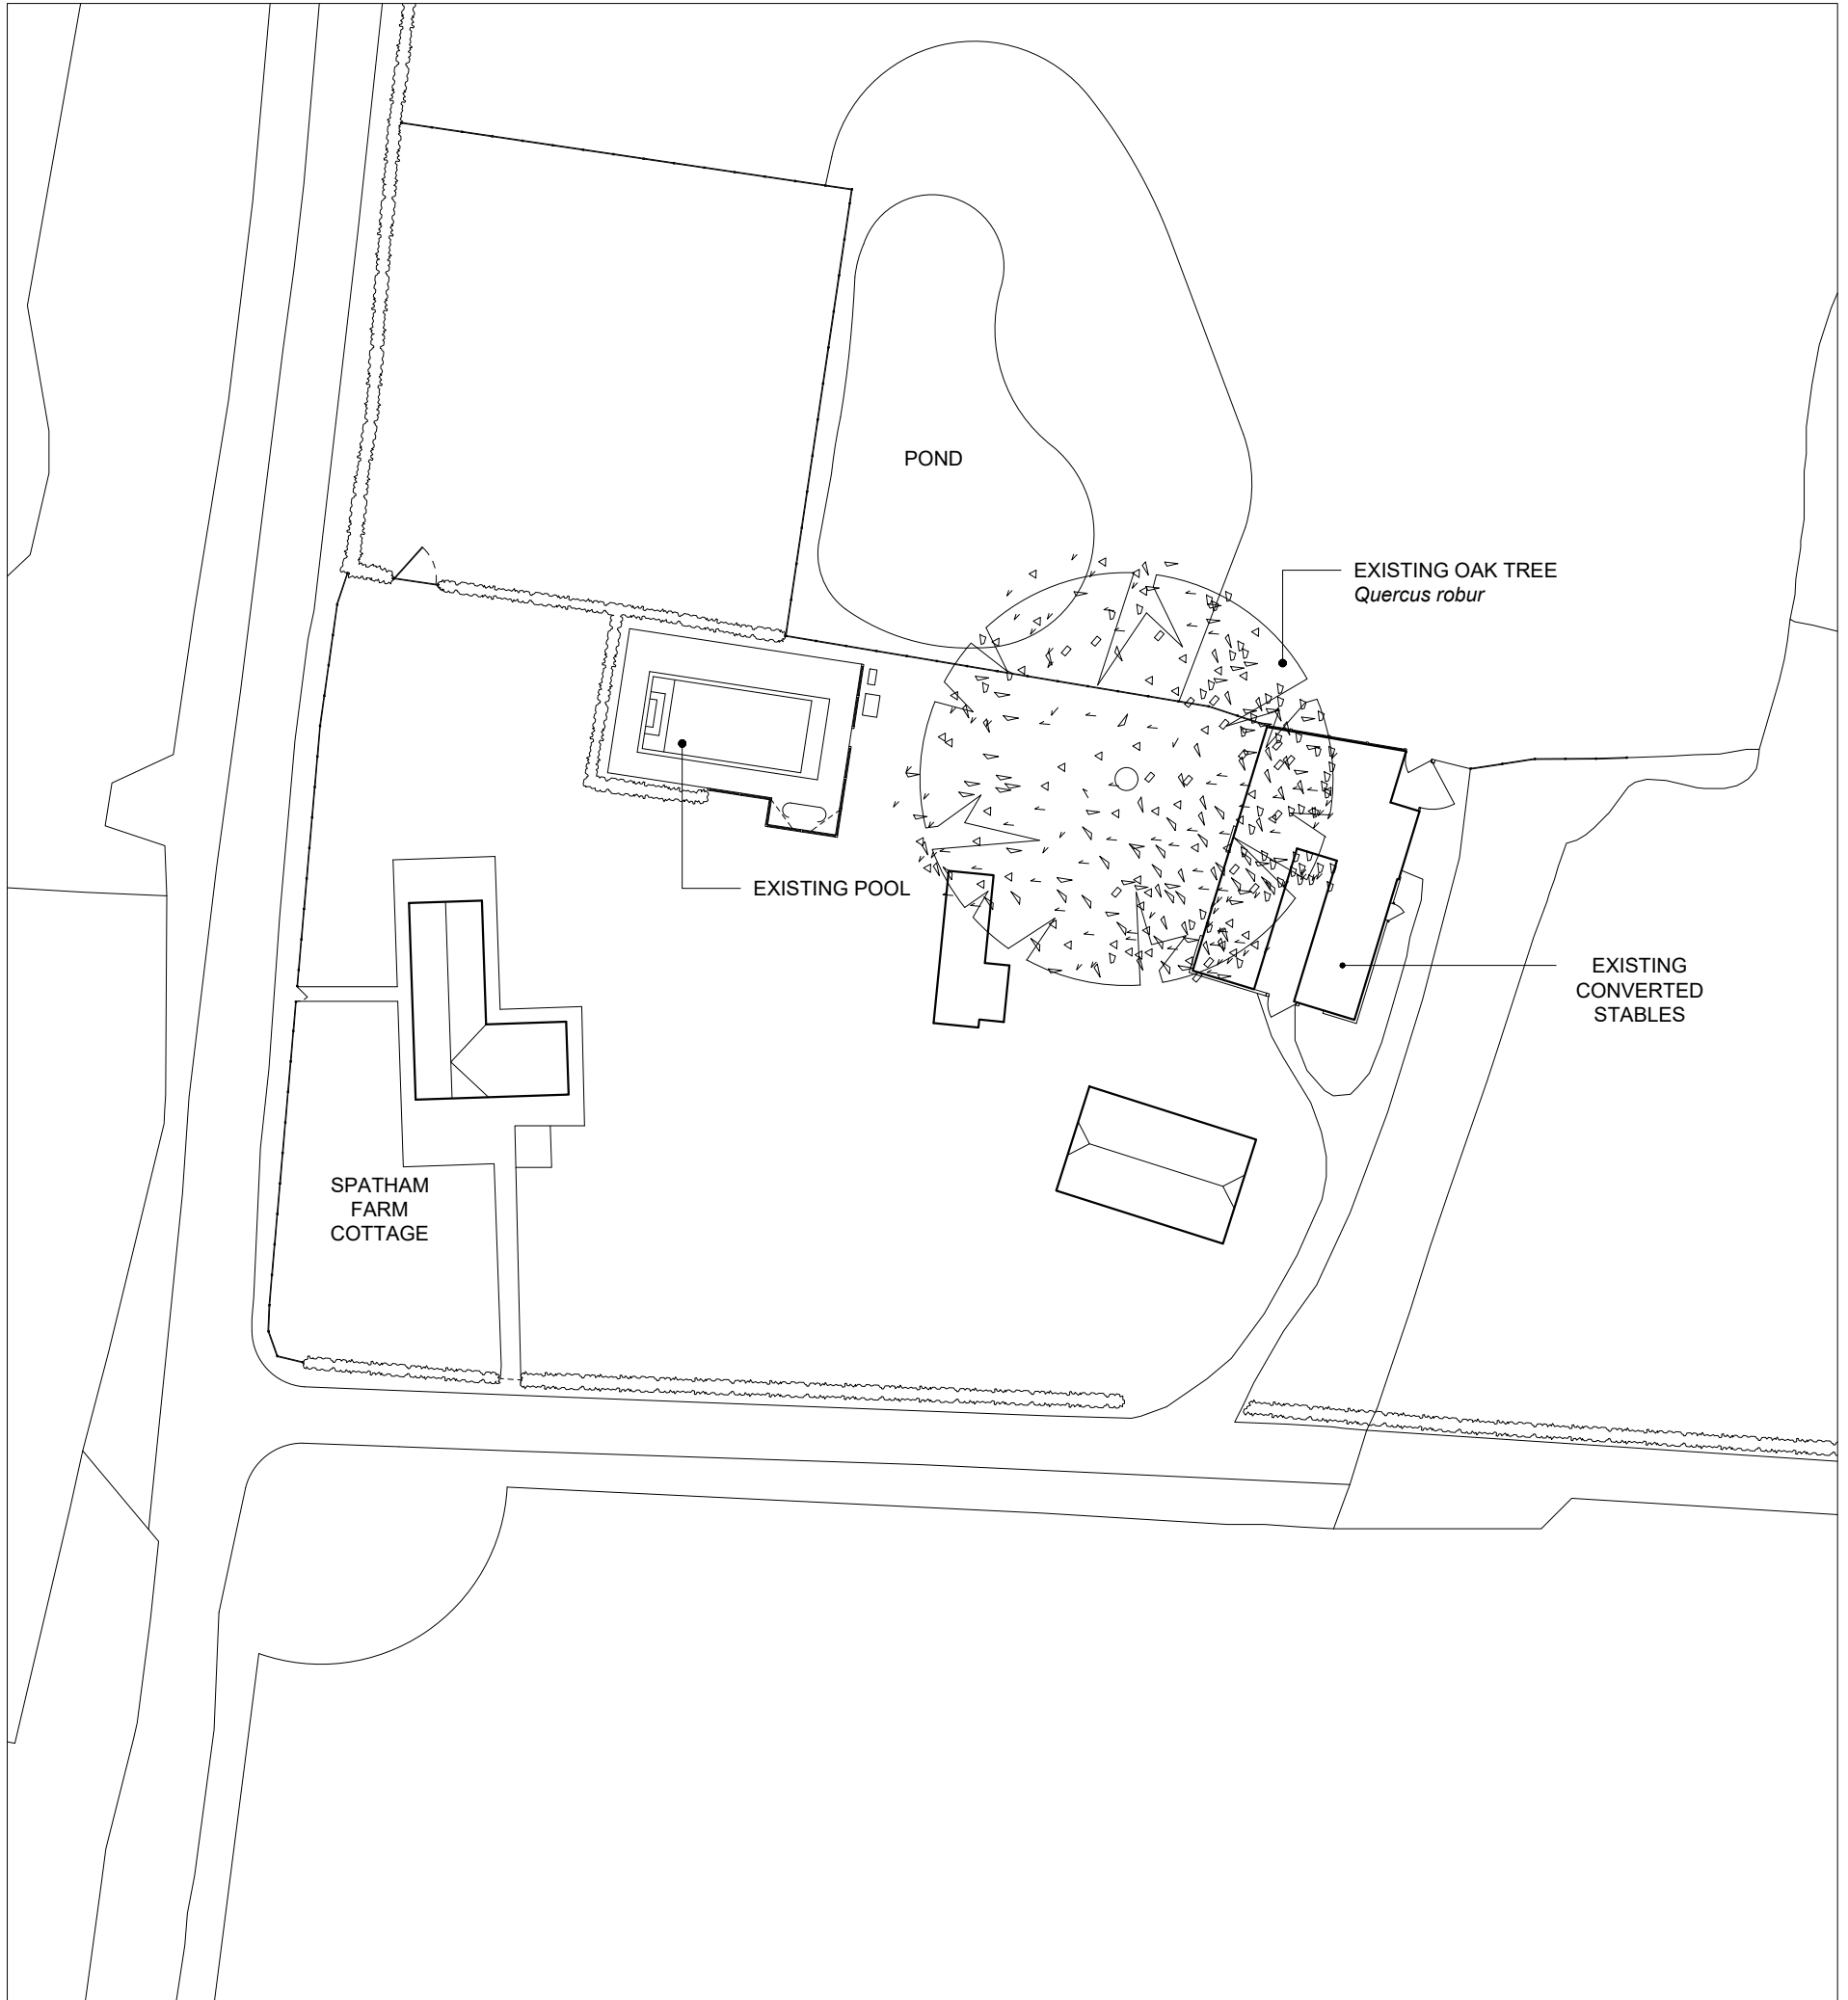 POND
EXISTING OAK TREE
Quercus robur
EXISTING POOL
EXISTING
CONVERTED
STABLES
SPATHAM
FARM
COTTAGE